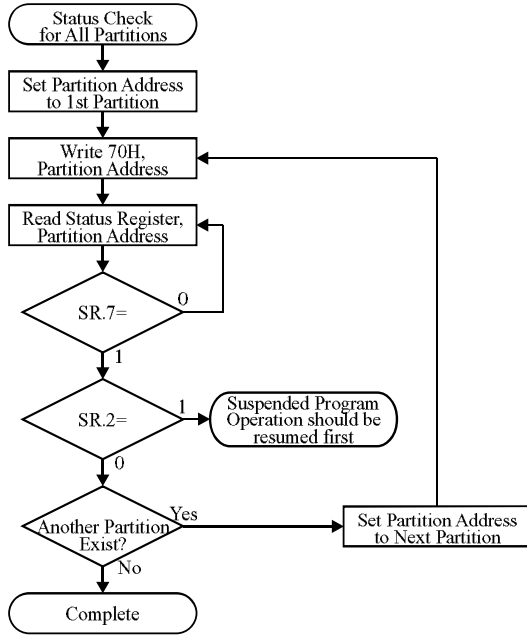 Status Check
for All Partitions
Set Partition Address
to 1st Partition
Write 70H,
Partition Address
Read Status Register,
Partition Address
SR.7=
0
1
SR.2=
1
Suspended Program
Operation should be
resumed first
0
Another Partition
Exist?
Yes
Set Partition Address
to Next Partition
No
Complete